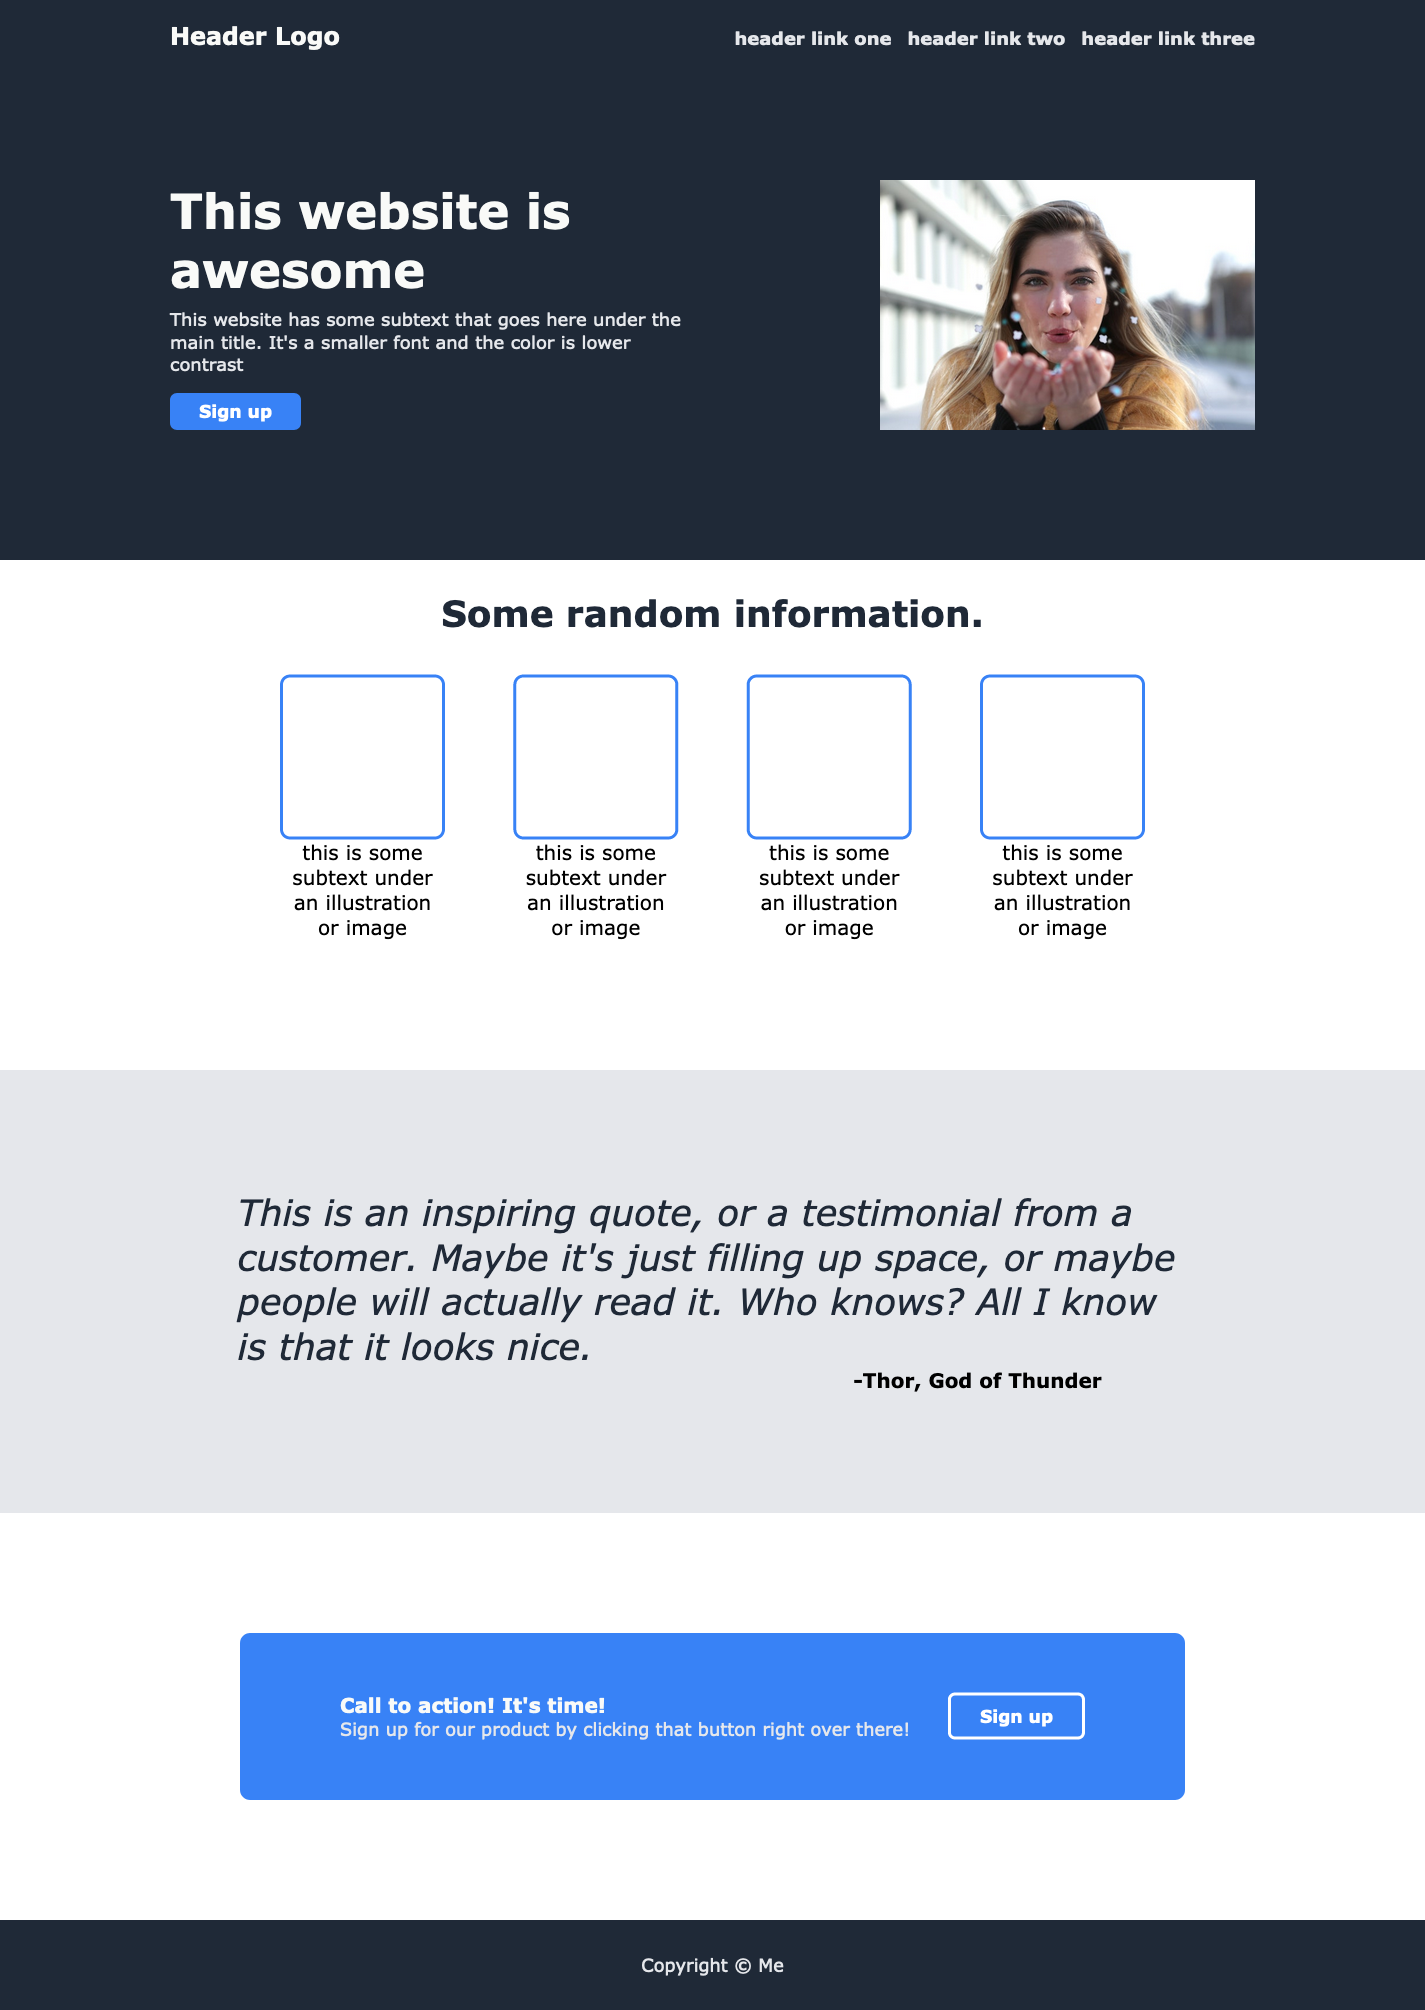 Header Logo
header link one header link two header link three
This website is
awesome
This website has some subtext that goes here under the
main title. It's a smaller font and the color is lower
contrast
Sign up
Some random information.
this is some
subtext under
an illustration
or image
this is some
subtext under
an illustration
or image
this is some
subtext under
an illustration
or image
this is some
subtext under
an illustration
or image
This is an inspiring quote, or a testimonial from a
customer. Maybe it's just filling up space, or maybe
people will actually read it. Who knows? All I know
is that it looks nice.
-Thor, God of Thunder
Call to action! It's time!
Sign up for our product by clicking that button right over there!
Sign up
Copyright © Me